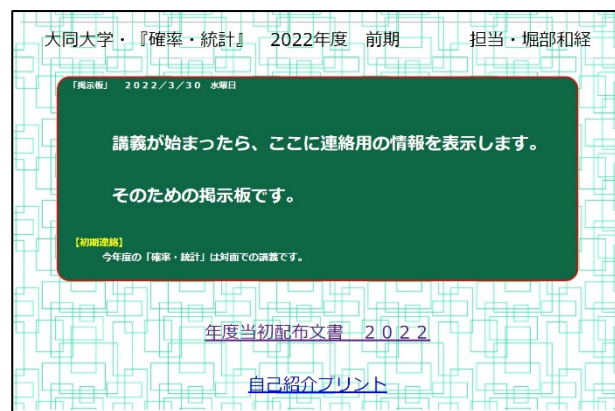 大同大学・『確率・統計』　2022年度　前期　　　担当・堀部和経
「掲示板」　２０２２／３／３０　水曜日
講義が始まったら、ここに連絡用の情報を表示します。
そのための掲示板です。
【初期連絡】
今年度の「確率・統計」は対面での講義です。
年度当初配布文書　２０２２
自己紹介プリント